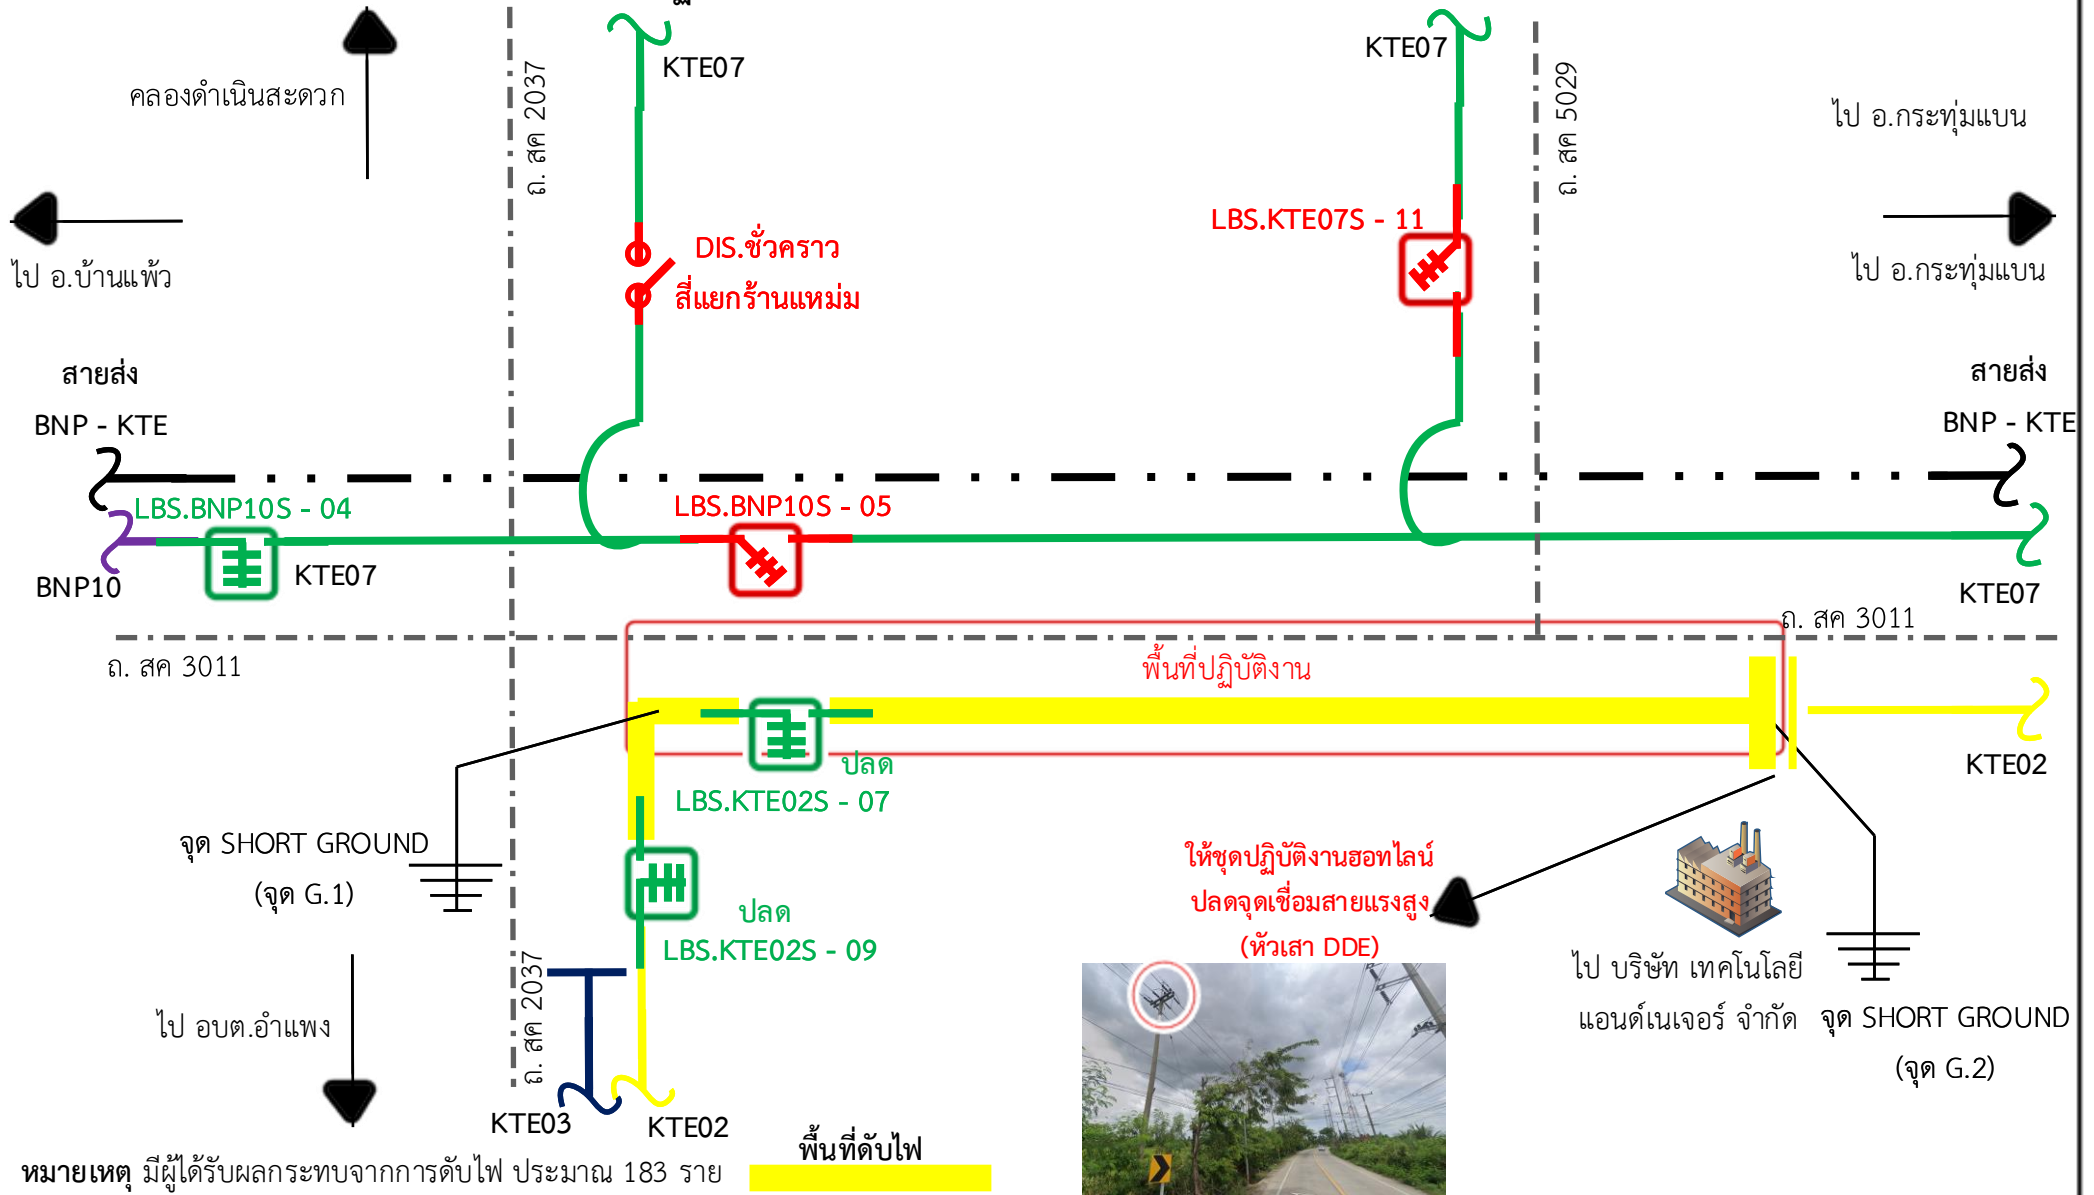 KTE07
KTE07
คลองดำเนินสะดวก
ถ. สค 2037
ถ. สค 5029
ไป อ.กระทุ่มแบน
LBS.KTE07S - 11
DIS.ชั่วคราว
สี่แยกร้านแหม่ม
ไป อ.บ้านแพ้ว
ไป อ.กระทุ่มแบน
สายส่ง
BNP - KTE
สายส่ง
BNP - KTE
LBS.BNP10S - 04
LBS.BNP10S - 05
BNP10
KTE07
KTE07
ถ. สค 3011
ถ. สค 3011
พื้นที่ปฏิบัติงาน
ปลด
LBS.KTE02S - 07
KTE02
จุด SHORT GROUND
(จุด G.1)
ปลด
LBS.KTE02S - 09
ให้ชุดปฏิบัติงานฮอทไลน์
ปลดจุดเชื่อมสายแรงสูง
(หัวเสา DDE)
ไป บริษัท เทคโนโลยี
แอนด์เนเจอร์ จำกัด
จุด SHORT GROUND
(จุด G.2)
ไป อบต.อำแพง
ถ. สค 2037
KTE03
KTE02
พื้นที่ดับไฟ
หมายเหตุ มีผู้ได้รับผลกระทบจากการดับไฟ ประมาณ 183 ราย